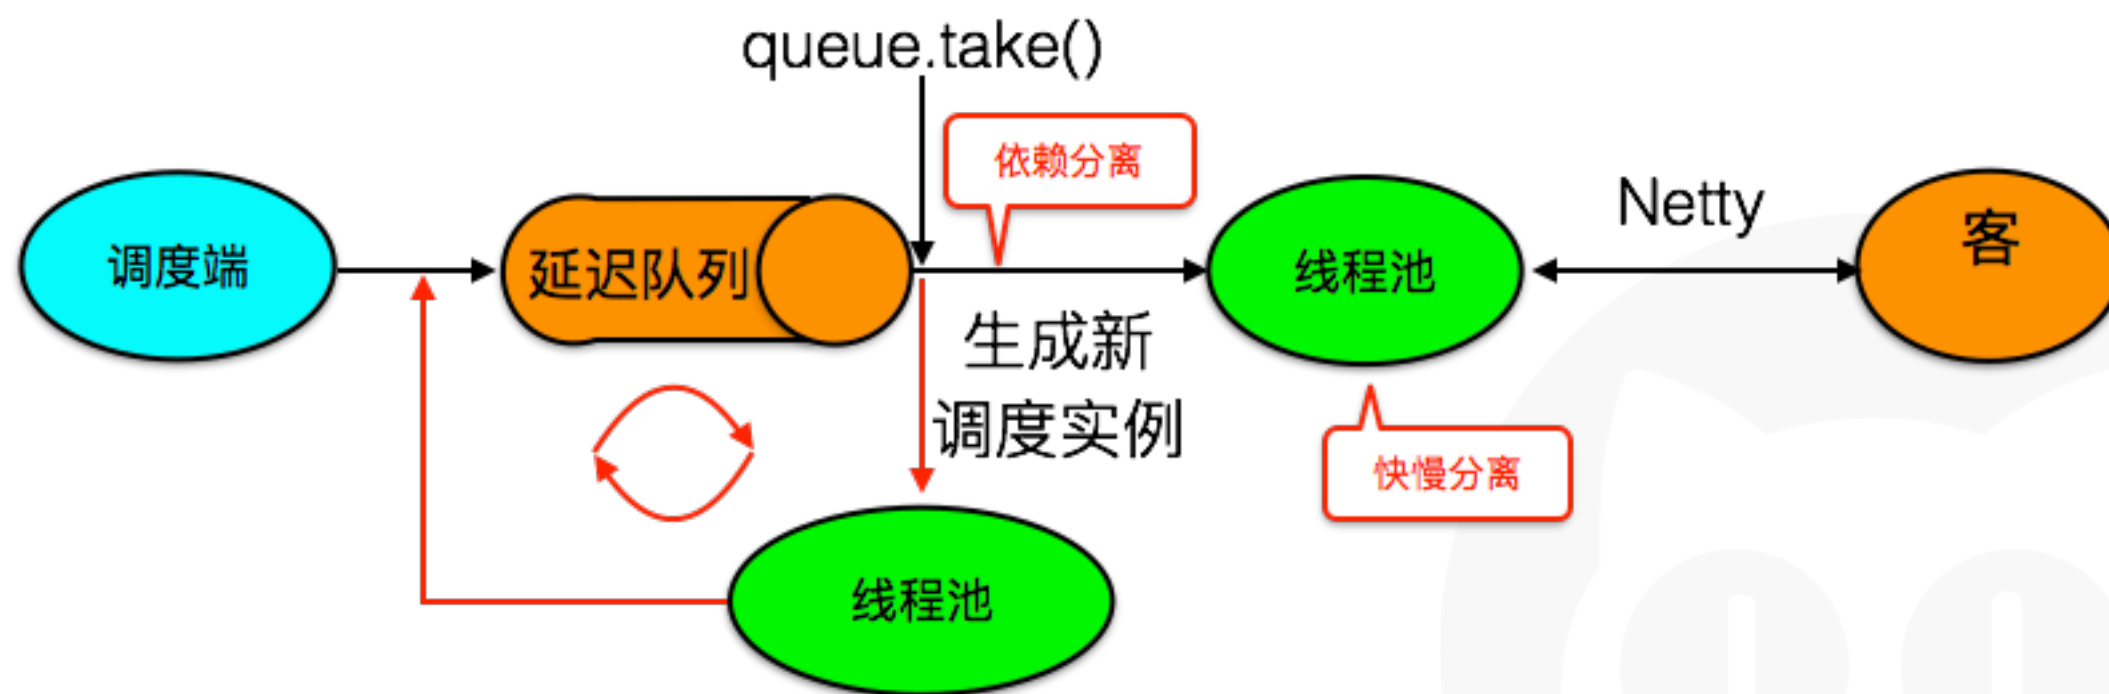 queue.take()
依赖分离
调度端
延迟队列
线程池
Netty
客
生成新
调度实例
快慢分离
线程池